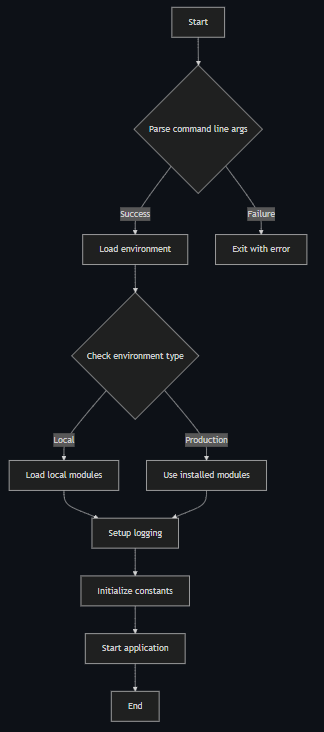 Start
Parse command line args
Success
Failure
Load environment
Exit with error
Check environment type
Local
Production
Load local modules
Use installed modules
Setup logging
Initialize constants
Start application
End